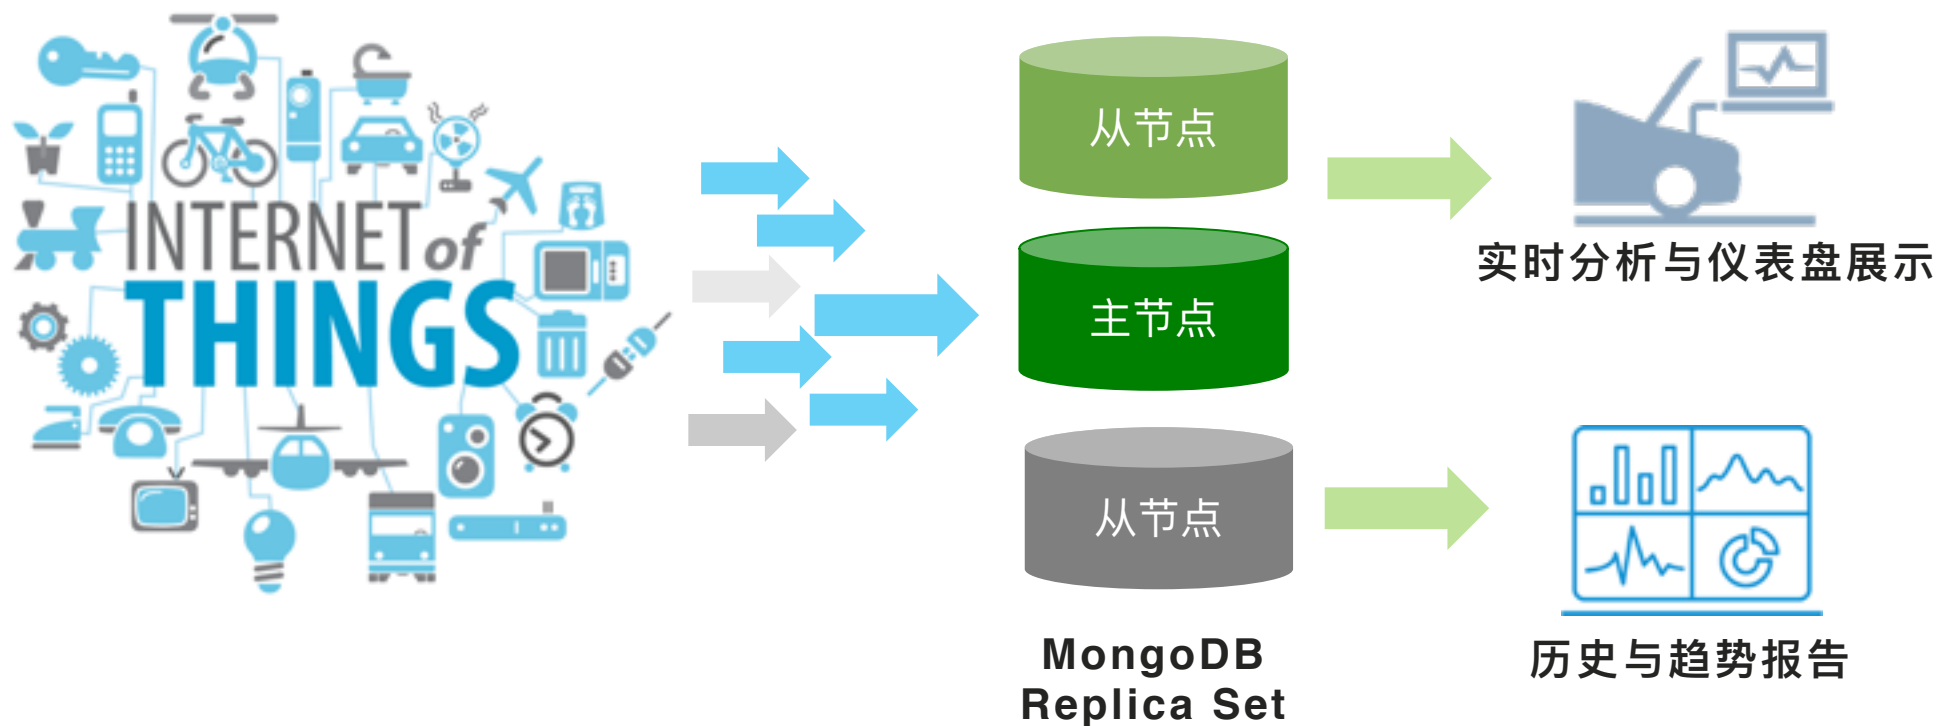 INTERNET of
THINGS
从节点
主节点
从节点
MongoDB
Replica Set
实时分析与仪表盘展示
历史与趋势报告